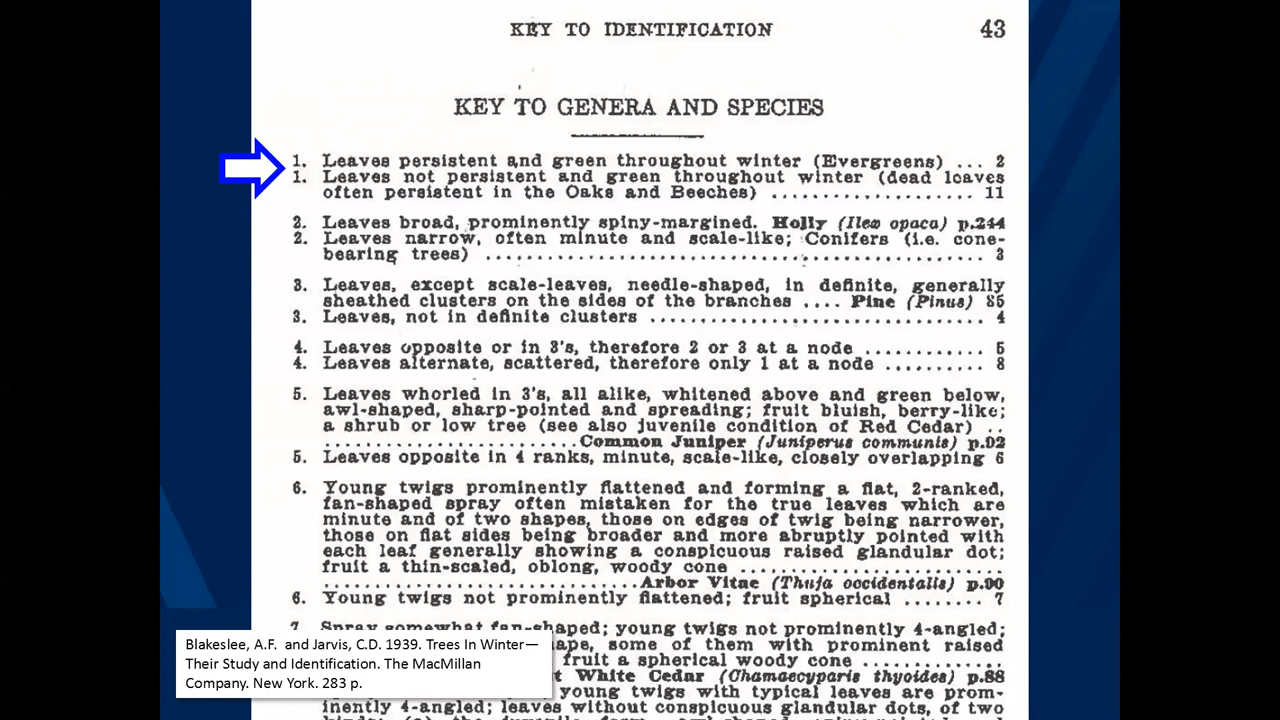 KEY TO IDENTIFICATION 43
KEY TO GENERA AND SPECIES
1. Leaves persistent and green throughout winter (Evergreens) ... 2
1. Leaves not persistent and green throughout winter (dead leaves
often persistent in the Oaks and Beeches) ................... 11
2. Leaves broad, prominently spiny-margined. Holly (Ilex opaca) p.244
2. Leaves narrow, often minute and scale-like; Conifers (i.e. cone-
bearing trees) ................................................. 3
3. Leaves, except scale-leaves, needle-shaped, in definite, generally
sheathed clusters on the sides of the branches .... Pine (Pinus) 85
3. Leaves, not in definite clusters ............................... 4
4. Leaves opposite or in 3's, therefore 2 or 3 at a node ........... 5
4. Leaves alternate, scattered, therefore only 1 at a node ......... 8
5. Leaves whorled in 3's, all alike, whitened above and green below,
awl-shaped, sharp-pointed and spreading; fruit bluish, berry-like;
a shrub or low tree (see also juvenile condition of Red Cedar) ..
........................Common Juniper (Juniperus communis) p.92
5. Leaves opposite in 4 ranks, minute, scale-like, closely overlapping 6
6. Young twigs prominently flattened and forming a flat, 2-ranked,
fan-shaped spray often mistaken for the true leaves which are
minute and of two shapes, those on edges of twig being narrower,
those on flat sides being broader and more abruptly pointed with
each leaf generally showing a conspicuous raised glandular dot;
fruit a thin-scaled, oblong, woody cone .........................
..............................Arbor Vitae (Thuja occidentalis) p.90
6. Young twigs not prominently flattened; fruit spherical ........ 7
7. Spray somewhat fan-shaped; young twigs not prominently 4-angled;
some of them with prominent raised
fruit a spherical woody cone .............
White Cedar (Chamaecyparis thyoides) p.88
young twigs with typical leaves are prom-
inently 4-angled; leaves without conspicuous glandular dots, of two
Blakeslee, A.F. and Jarvis, C.D. 1939. Trees In Winter—
Their Study and Identification. The MacMillan
Company. New York. 283 p.